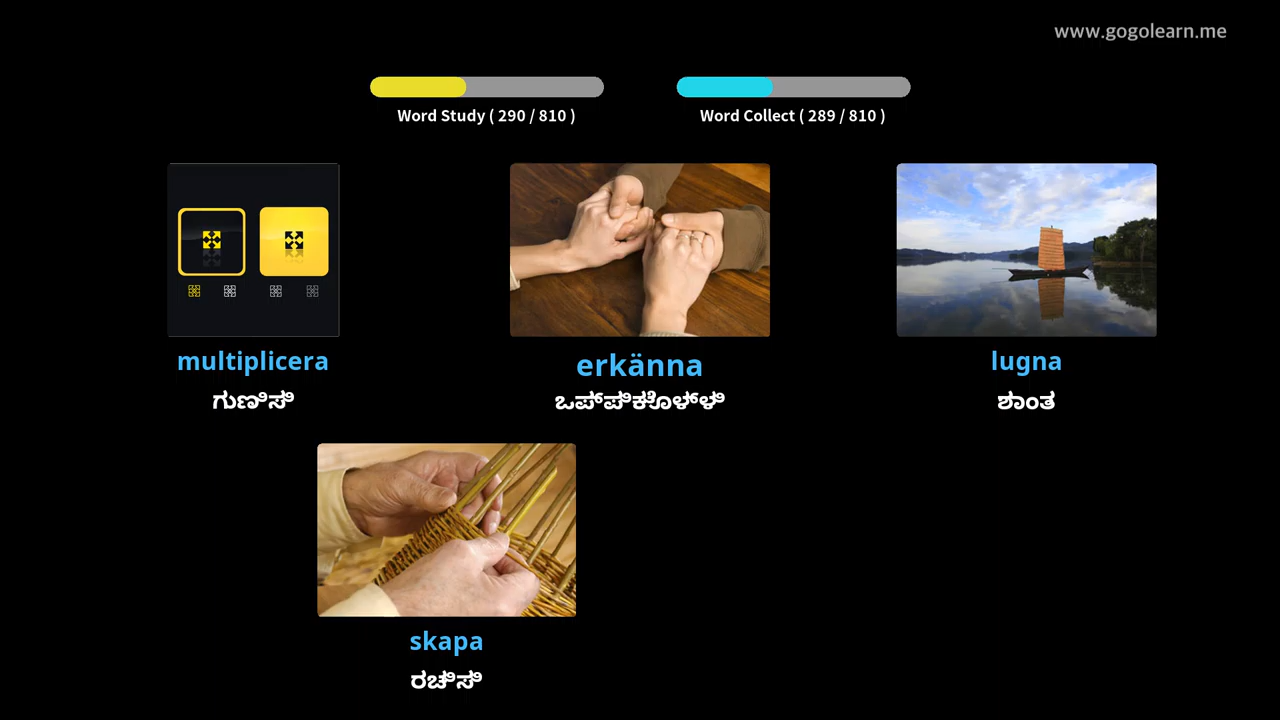 www.gogolearn.me
Word Study ( 290 / 810 )
Word Collect ( 289 / 810 )
multiplicera
ಗುಣಿಸಿ
erkänna
ಒಪ್ಪಿಕೊಳ್ಳಿ
lugna
ಶಾಂತ
skapa
ರಚಿಸಿ